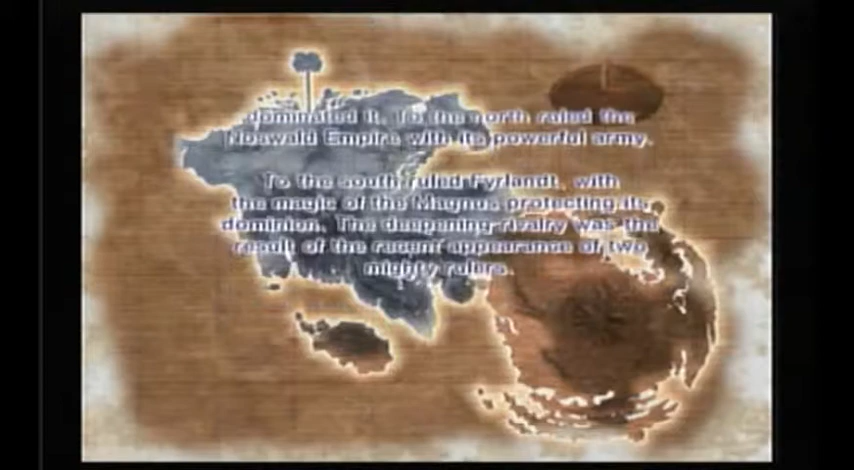 dominated it. To the north ruled the
Noswald Empire with its powerful army.
To the south ruled Fyrlandt, with
the magic of the Magnus protecting its
dominion. The deepening rivalry was the
result of the recent appearance of two
mighty rulers.